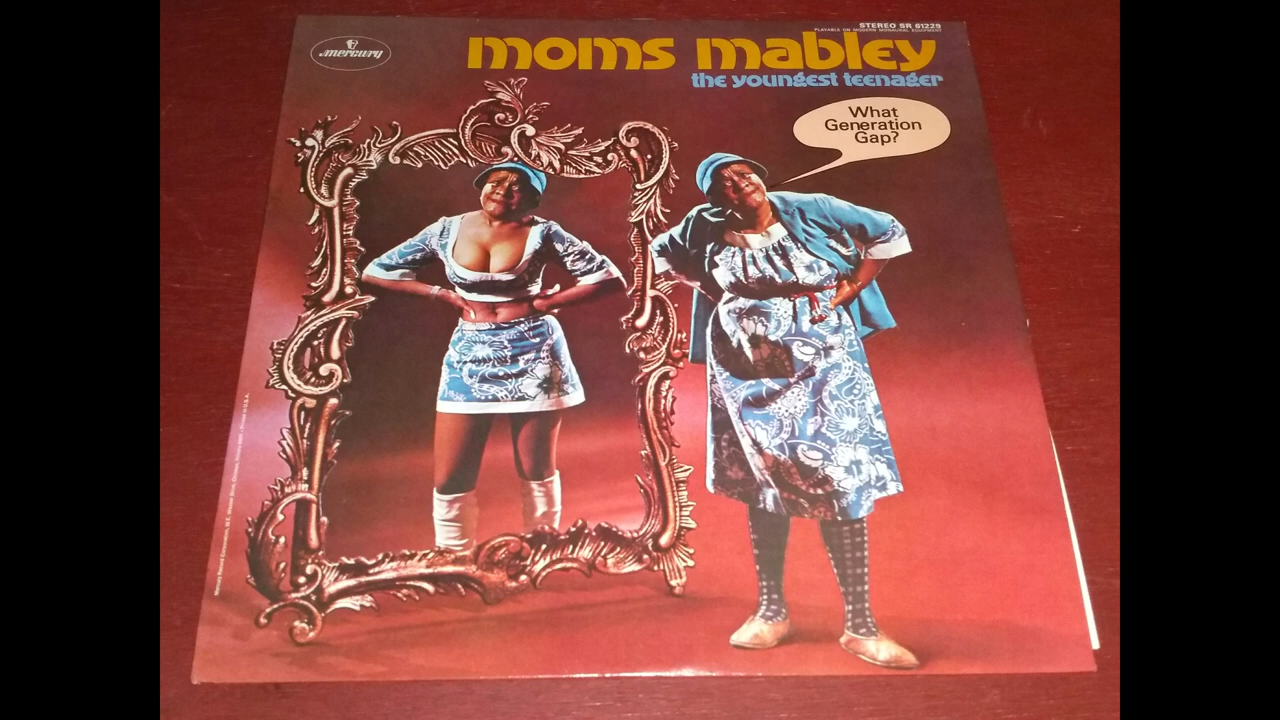 STEREO SR 61229
PLAYABLE ON MODERN MONAURAL EQUIPMENT
mercury
moms mabley
the youngest teenager
What
Generation
Gap?